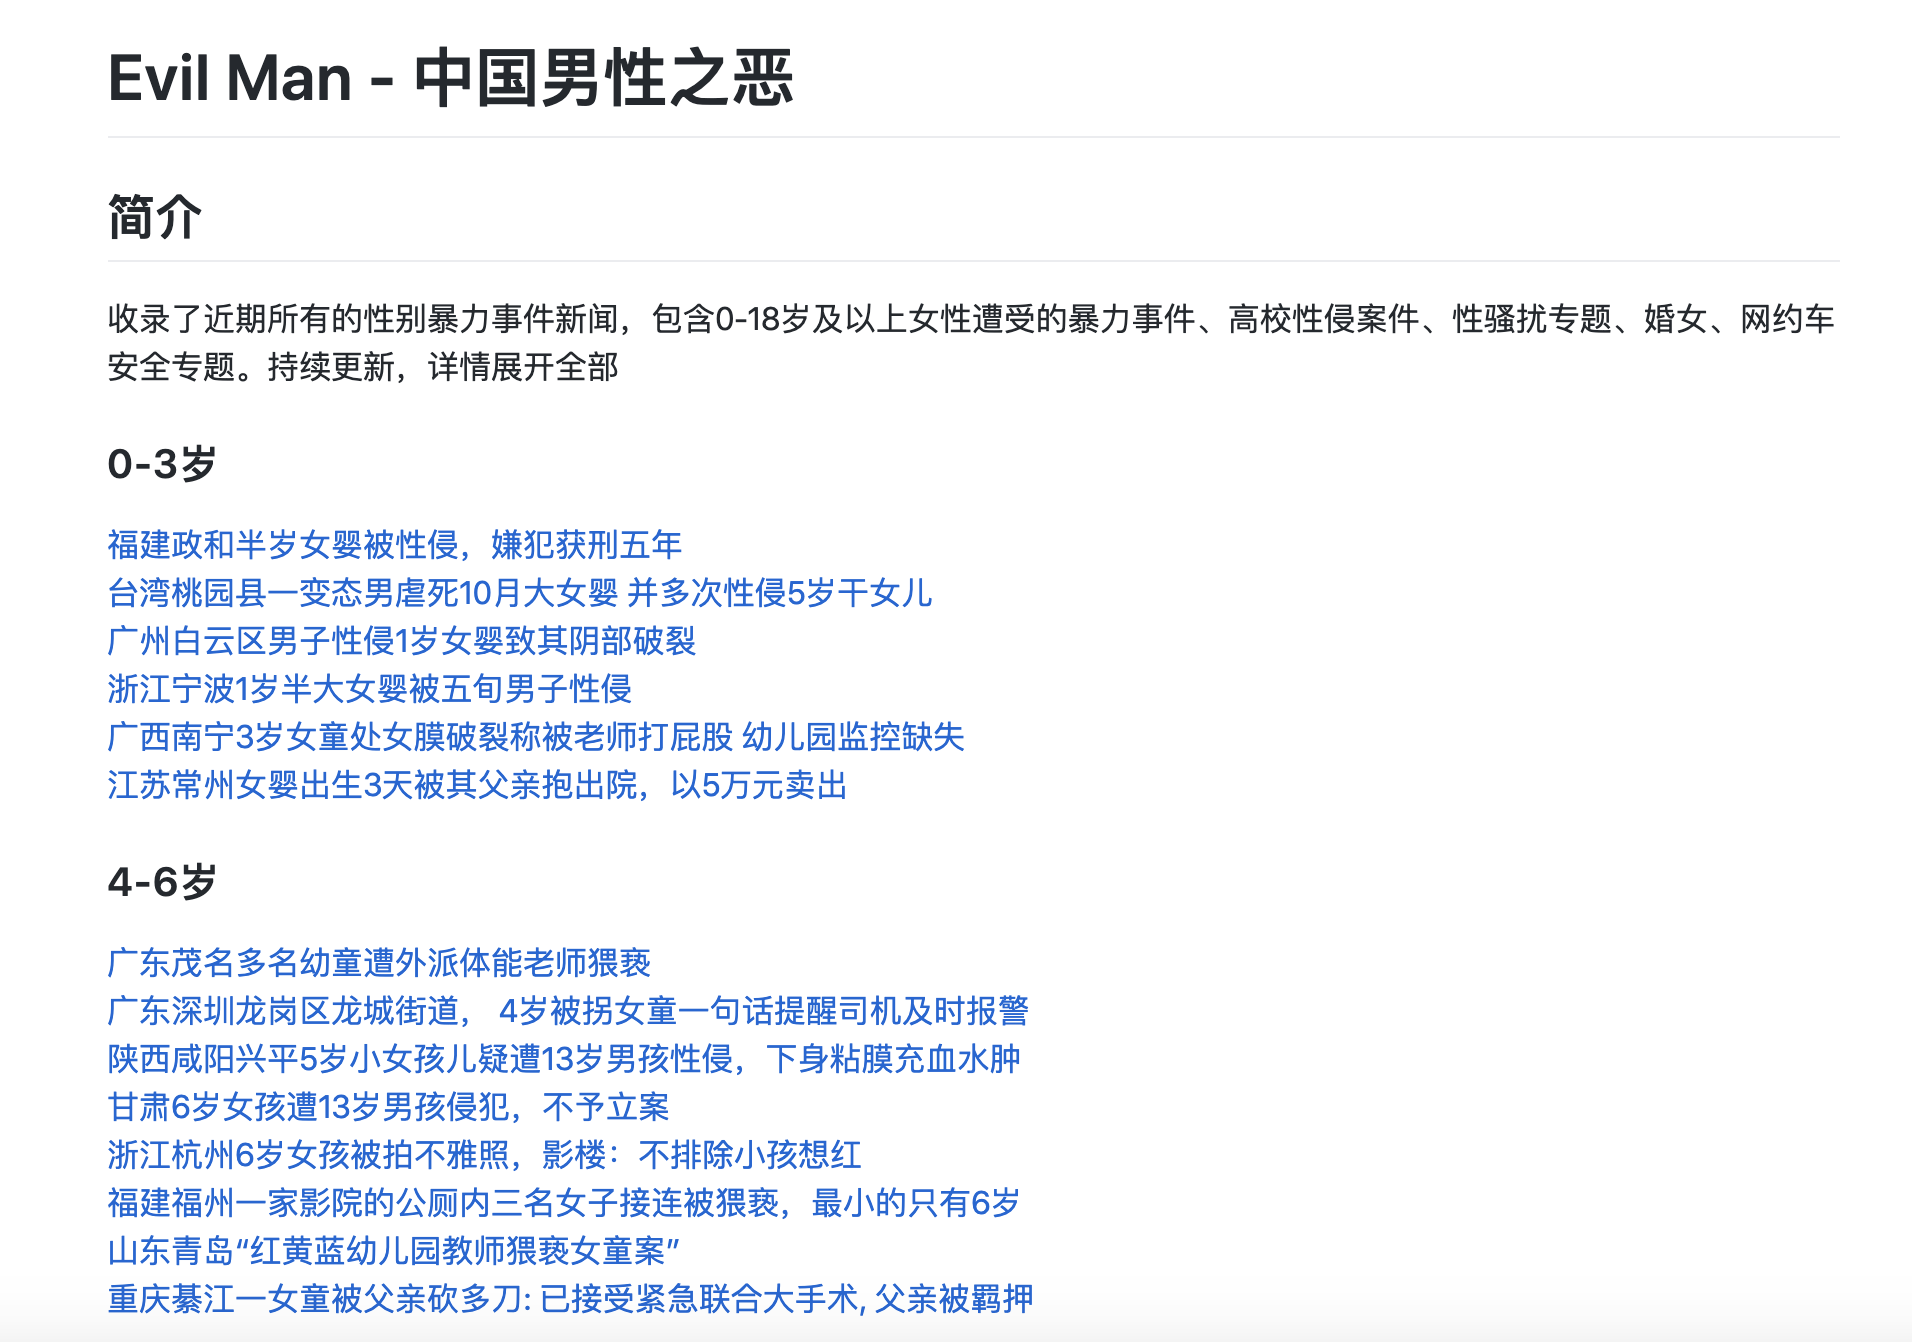 Evil Man - 中国男性之恶
简介
收录了近期所有的性别暴力事件新闻，包含0-18岁及以上女性遭受的暴力事件、高校性侵案件、性骚扰专题、婚女、网约车
安全专题。持续更新，详情展开全部
0-3岁
福建政和半岁女婴被性侵，嫌犯获刑五年
台湾桃园县一变态男虐死10月大女婴 并多次性侵5岁干女儿
广州白云区男子性侵1岁女婴致其阴部破裂
浙江宁波1岁半大女婴被五旬男子性侵
广西南宁3岁女童处女膜破裂称被老师打屁股 幼儿园监控缺失
江苏常州女婴出生3天被其父亲抱出院，以5万元卖出
4-6岁
广东茂名多名幼童遭外派体能老师猥亵
广东深圳龙岗区龙城街道， 4岁被拐女童一句话提醒司机及时报警
陕西咸阳兴平5岁小女孩儿疑遭13岁男孩性侵，下身粘膜充血水肿
甘肃6岁女孩遭13岁男孩侵犯，不予立案
浙江杭州6岁女孩被拍不雅照，影楼：不排除小孩想红
福建福州一家影院的公厕内三名女子接连被猥亵，最小的只有6岁
山东青岛“红黄蓝幼儿园教师猥亵女童案”
重庆綦江一女童被父亲砍多刀: 已接受紧急联合大手术, 父亲被羁押